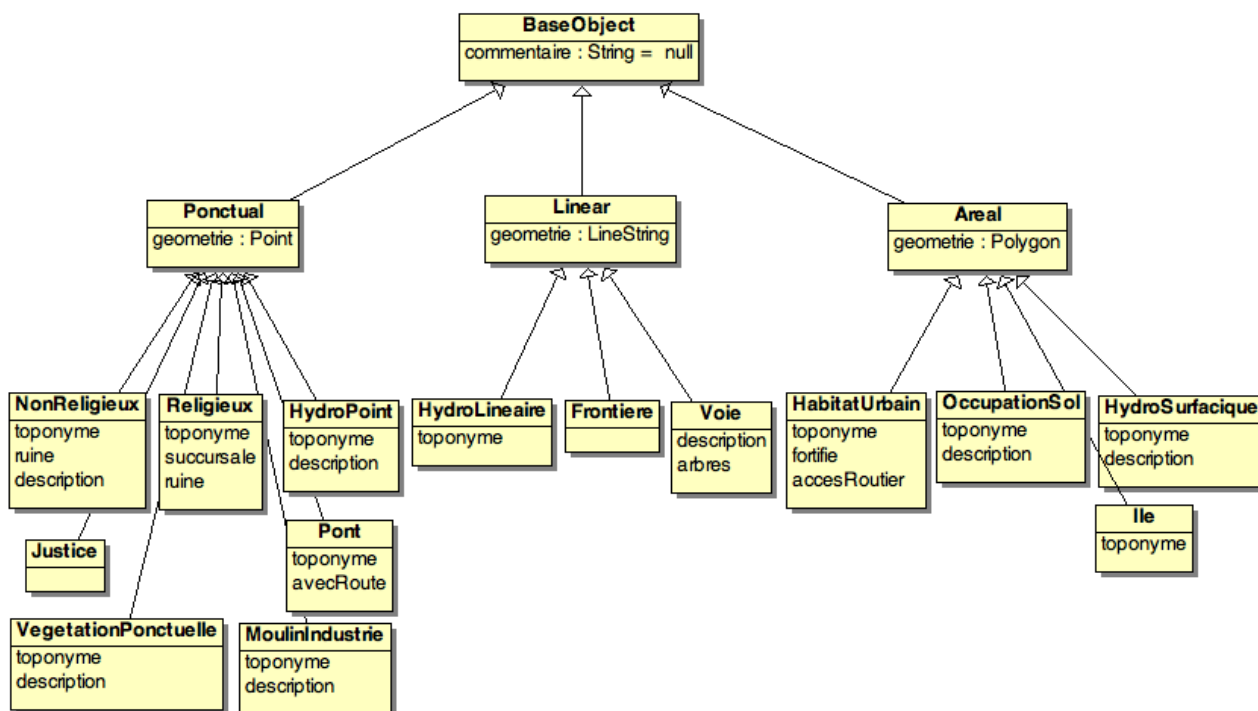 BaseObject
commentaire : String = null
Ponctual
geometrie : Point
Linear
geometrie : LineString
Areal
geometrie : Polygon
NonReligieux
toponyme
ruine
description
Religieux
toponyme
succursale
ruine
HydroPoint
toponyme
description
HydroLineaire
toponyme
Frontiere
Voie
description
arbres
HabitatUrbain
toponyme
fortifie
accesRoutier
OccupationSol
toponyme
description
HydroSurfacique
toponyme
description
Justice
Pont
toponyme
avecRoute
Ile
toponyme
VegetationPonctuelle
toponyme
description
MoulinIndustrie
toponyme
description